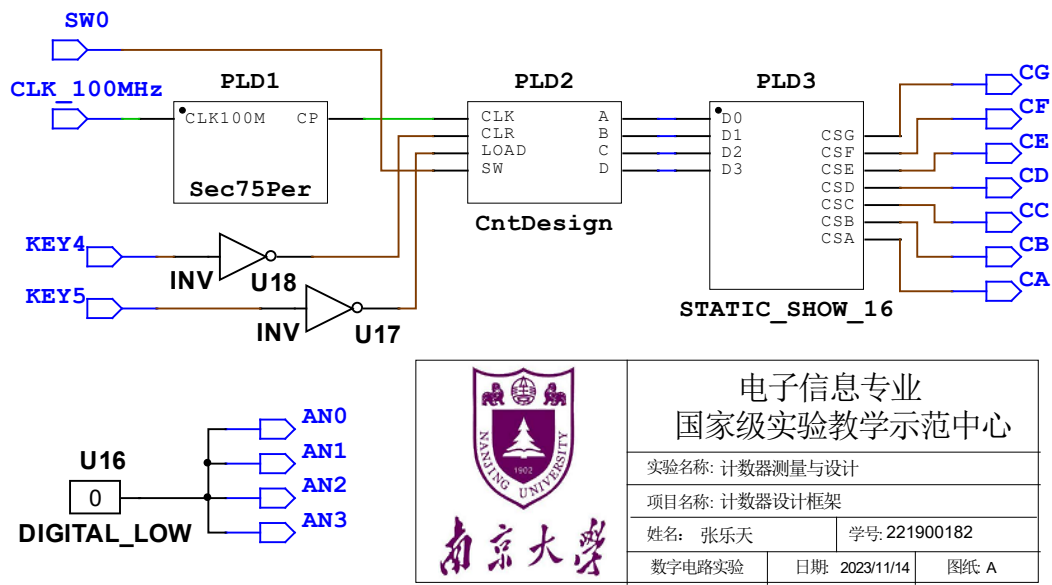 SW0
CLK_100MHz
PLD1
CLK100M CP
Sec75Per
PLD2
CLK A
CLR B
LOAD C
SW D
CntDesign
PLD3
D0
D1 CSG
D2 CSF
D3 CSE
CSD
CSC
CSB
CSA
STATIC_SHOW_16
CG
CF
CE
CD
CC
CB
CA
KEY4
INV U18
KEY5
INV U17
U16
0
DIGITAL_LOW
AN0
AN1
AN2
AN3
NANJING UNIVERSITY
1902
南京大學
电子信息专业
国家级实验教学示范中心
实验名称: 计数器测量与设计
项目名称: 计数器设计框架
姓名: 张乐天 学号: 221900182
数字电路实验 日期: 2023/11/14 图纸: A